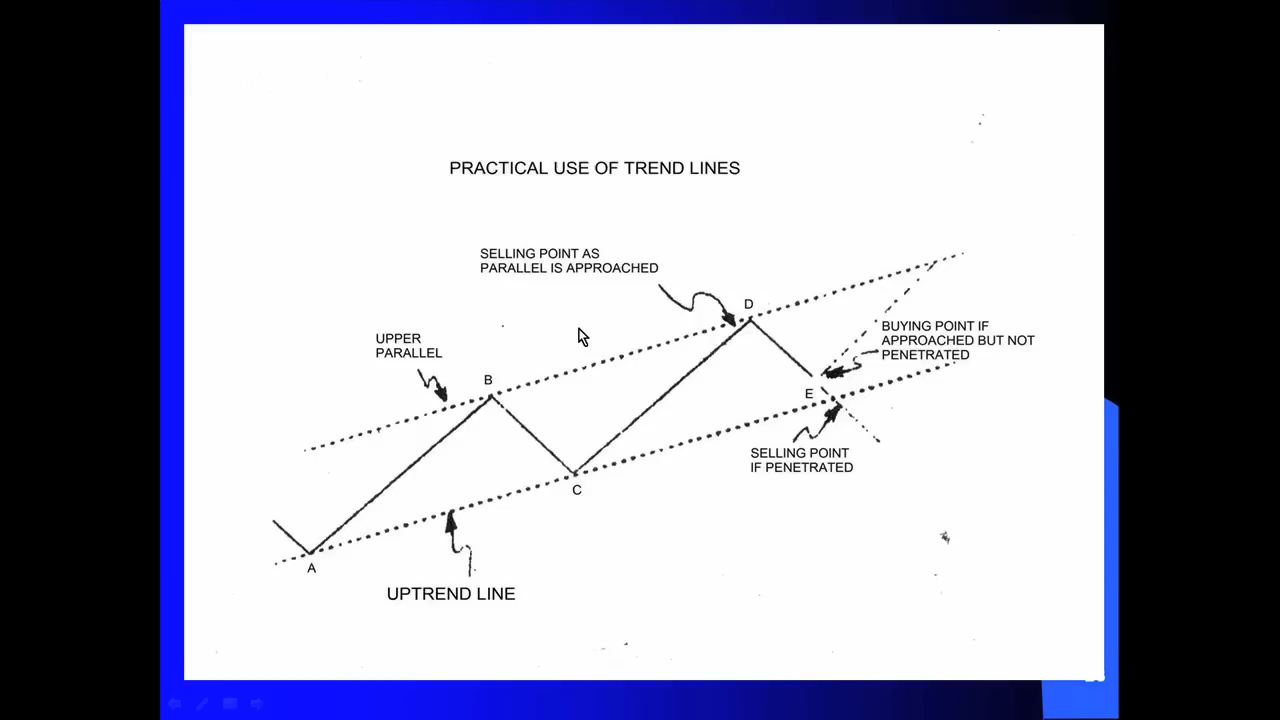 PRACTICAL USE OF TREND LINES
SELLING POINT AS
PARALLEL IS APPROACHED
D
UPPER
PARALLEL
BUYING POINT IF
APPROACHED BUT NOT
PENETRATED
B
E
SELLING POINT
IF PENETRATED
C
A
UPTREND LINE